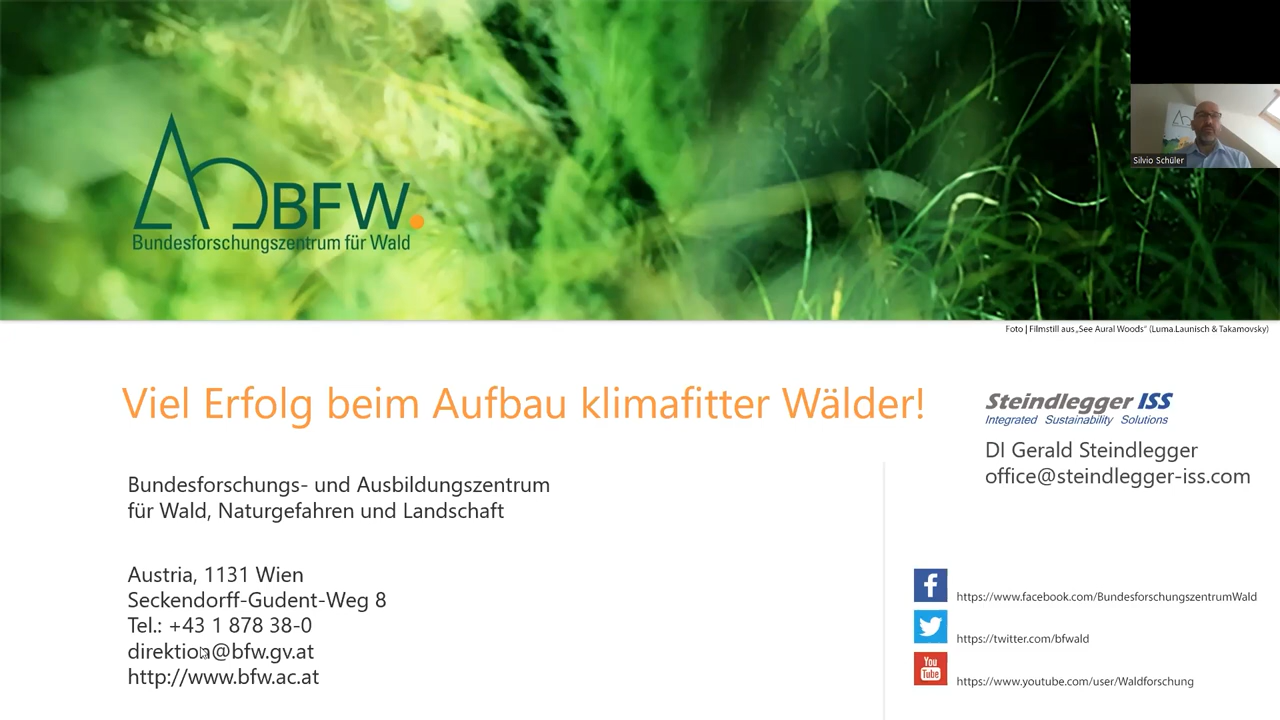 BFW.
Bundesforschungszentrum für Wald
Silvio Schüler
Foto | Filmstill aus „See Aural Woods“ (Luma.Launisch & Takamovsky)
Viel Erfolg beim Aufbau klimafitter Wälder!
Bundesforschungs- und Ausbildungszentrum
für Wald, Naturgefahren und Landschaft
Austria, 1131 Wien
Seckendorff-Gudent-Weg 8
Tel.: +43 1 878 38-0
direktion@bfw.gv.at
http://www.bfw.ac.at
Steindlegger ISS
Integrated Sustainability Solutions
DI Gerald Steindlegger
office@steindlegger-iss.com
https://www.facebook.com/BundesforschungszentrumWald
https://twitter.com/bfwald
You
Tube
https://www.youtube.com/user/Waldforschung